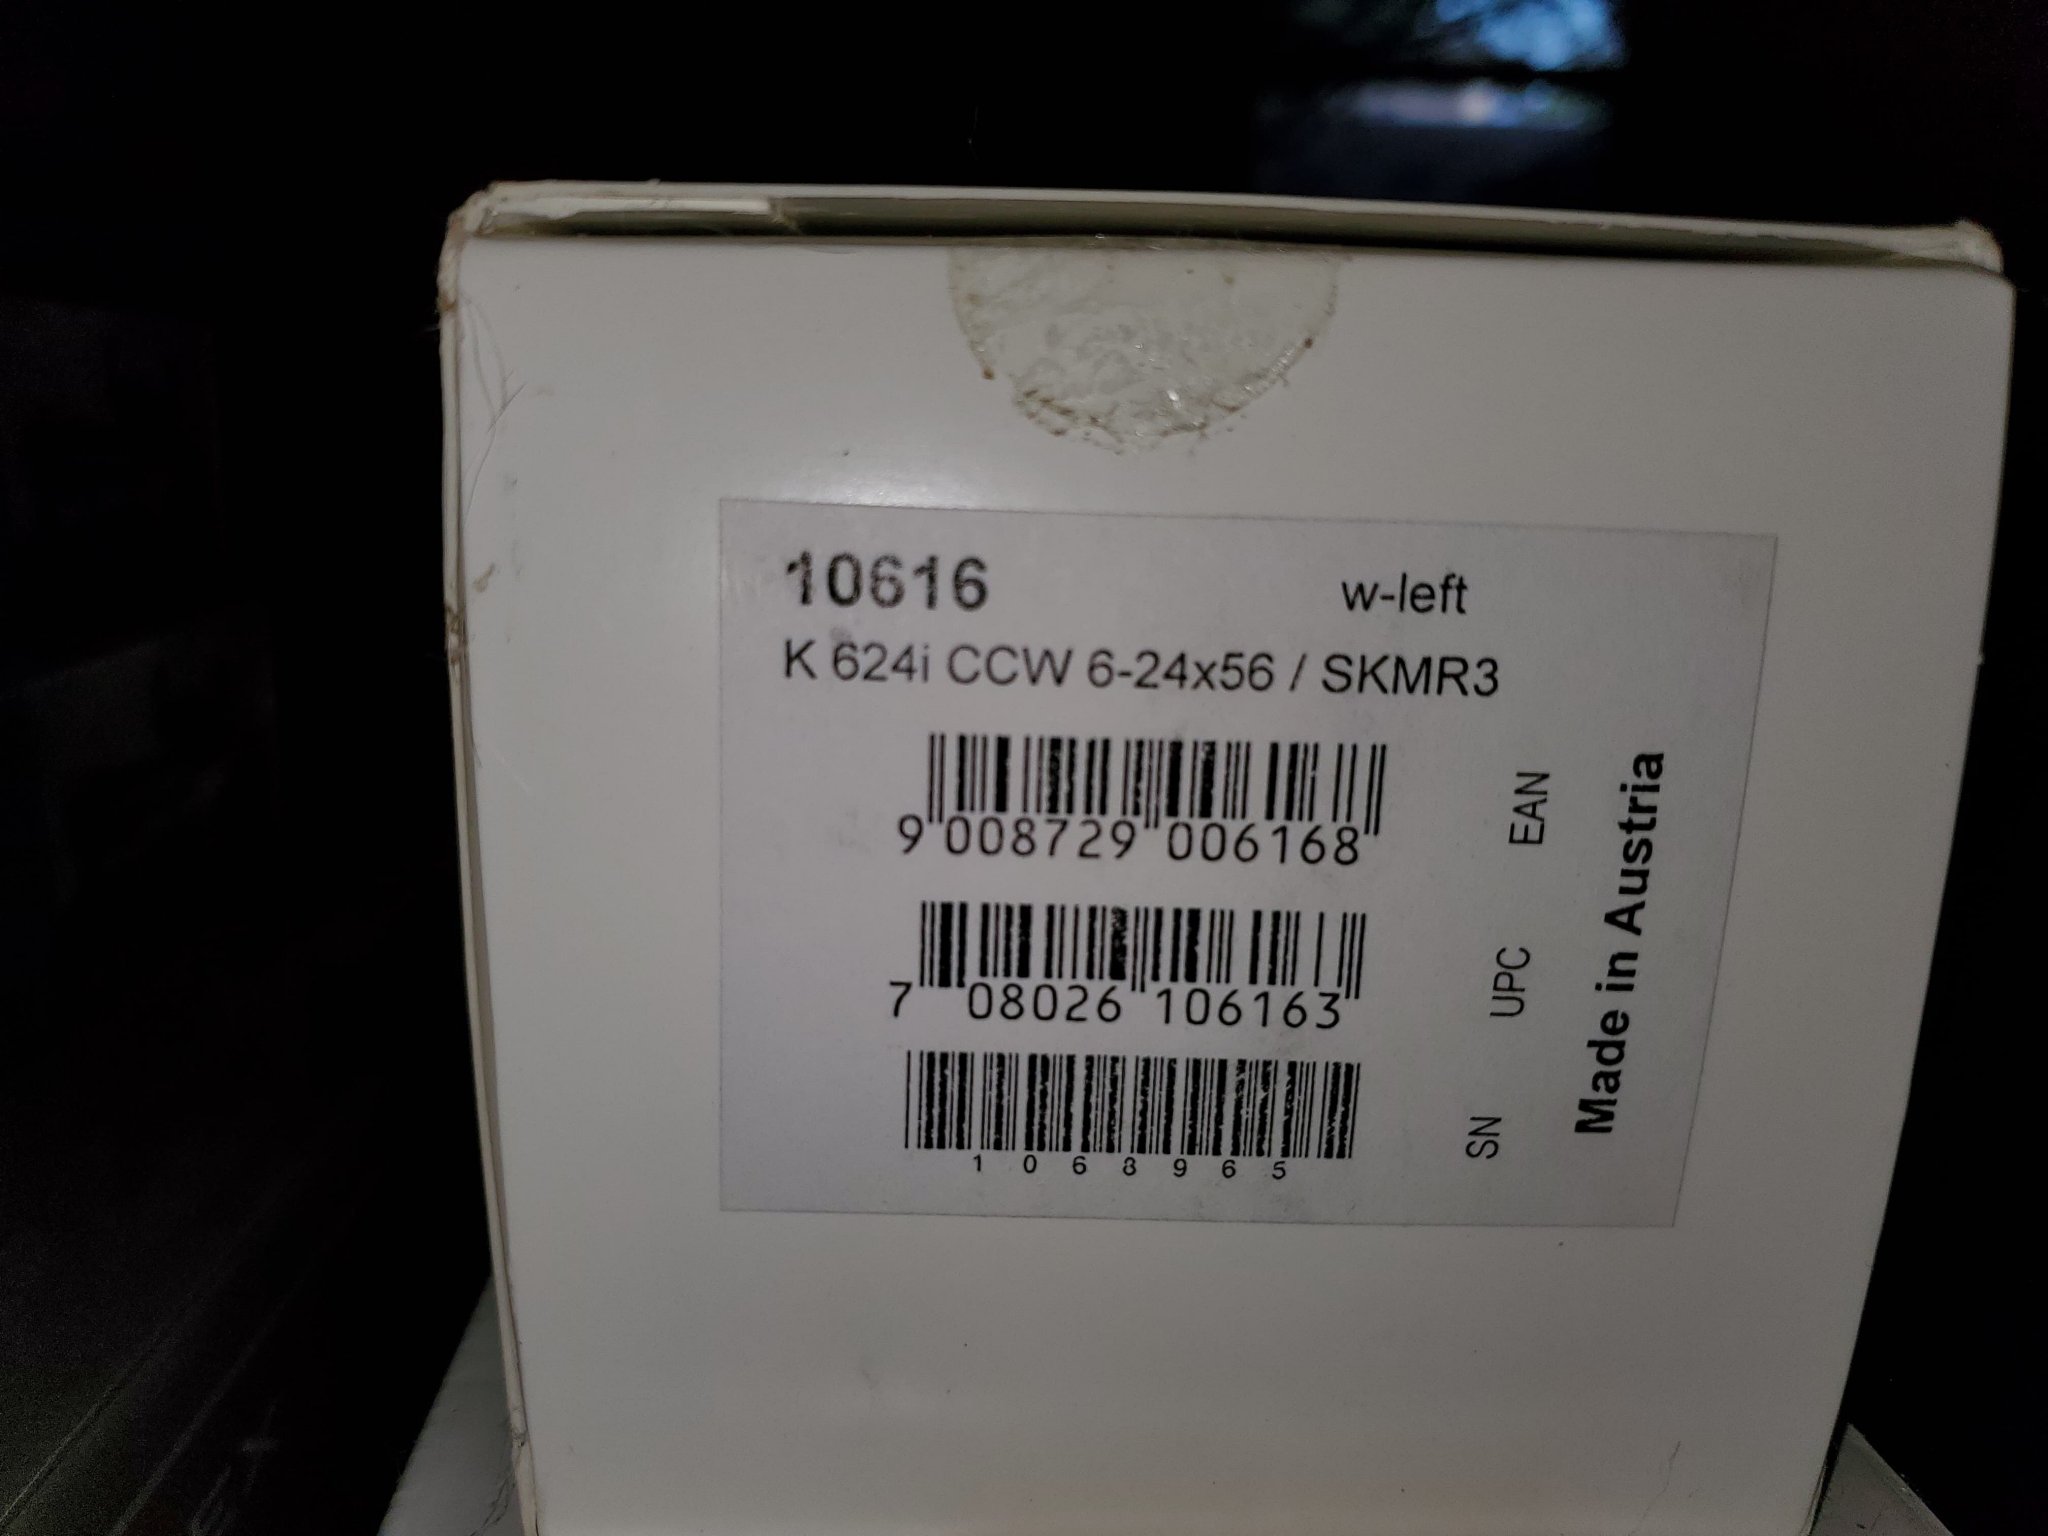 10616 w-left
K 624i CCW 6-24x56 / SKMR3
9 008729 006168
EAN
7 08026 106163
UPC
1068965
SN
Made in Austria